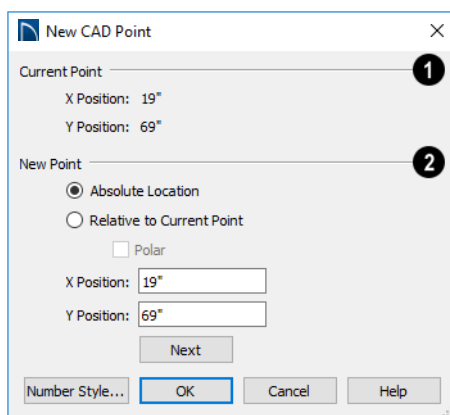 New CAD Point
Current Point 1
X Position: 19"
Y Position: 69"
New Point 2
Absolute Location
Relative to Current Point
Polar
X Position: 19"
Y Position: 69"
Next
Number Style... OK Cancel Help